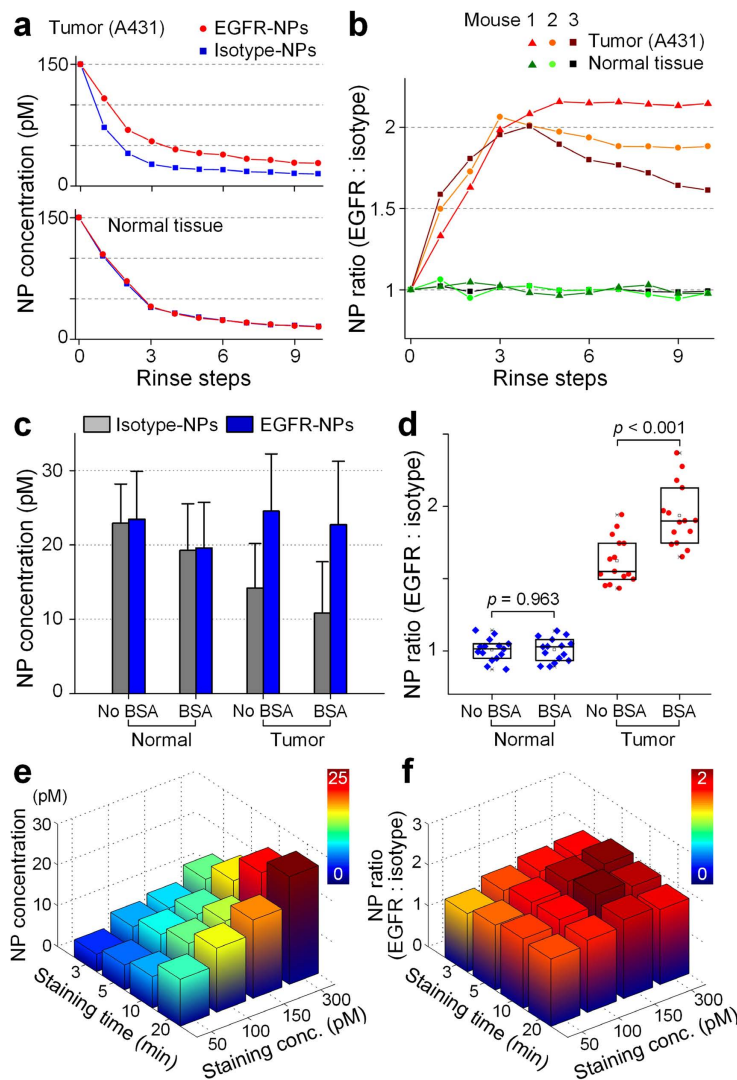 a
Tumor (A431)
EGFR-NPs
Isotype-NPs
150
0
NP concentration (pM)
150
Normal tissue
0
0 3 6 9
Rinse steps
b
Mouse 1 2 3
Tumor (A431)
Normal tissue
2
1.5
1
NP ratio (EGFR : isotype)
0 3 6 9
Rinse steps
c
Isotype-NPs
EGFR-NPs
30
20
10
0
NP concentration (pM)
No BSA BSA No BSA BSA
Normal Tumor
d
p < 0.001
2
p = 0.963
1
NP ratio (EGFR : isotype)
No BSA BSA No BSA BSA
Normal Tumor
e
(pM)
30
20
10
0
NP concentration
25
0
3
5
10
20
Staining time (min)
50
100
150
300
Staining conc. (pM)
f
3
2
1
0
NP ratio
(EGFR : isotype)
2
0
3
5
10
20
Staining time (min)
50
100
150
300
Staining conc. (pM)